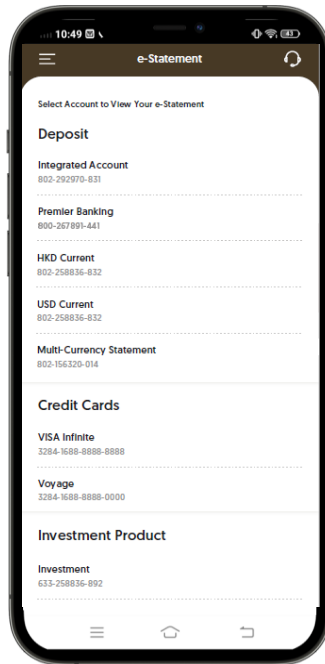 10:49
43
e-Statement
Select Account to View Your e-Statement
Deposit
Integrated Account
802-292970-831
Premier Banking
800-267891-441
HKD Current
802-258836-832
USD Current
802-258836-832
Multi-Currency Statement
802-156320-014
Credit Cards
VISA Infinite
3284-1688-8888-8888
Voyage
3284-1688-8888-0000
Investment Product
Investment
633-258836-892